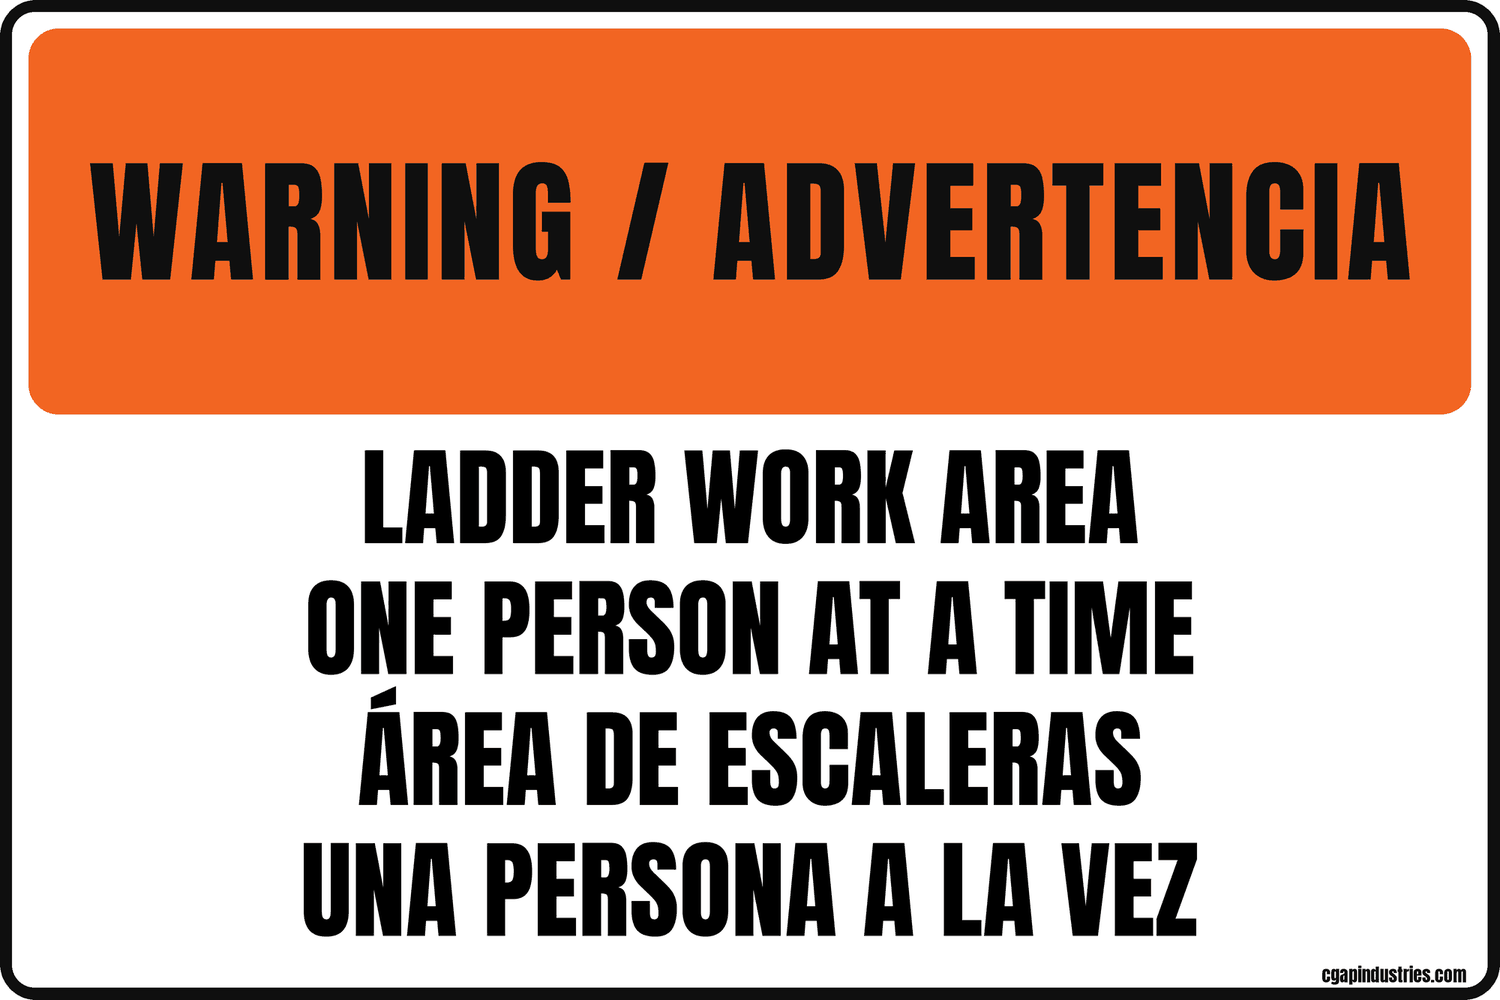 WARNING / ADVERTENCIA
LADDER WORK AREA
ONE PERSON AT A TIME
ÁREA DE ESCALERAS
UNA PERSONA A LA VEZ
cgapindustries.com